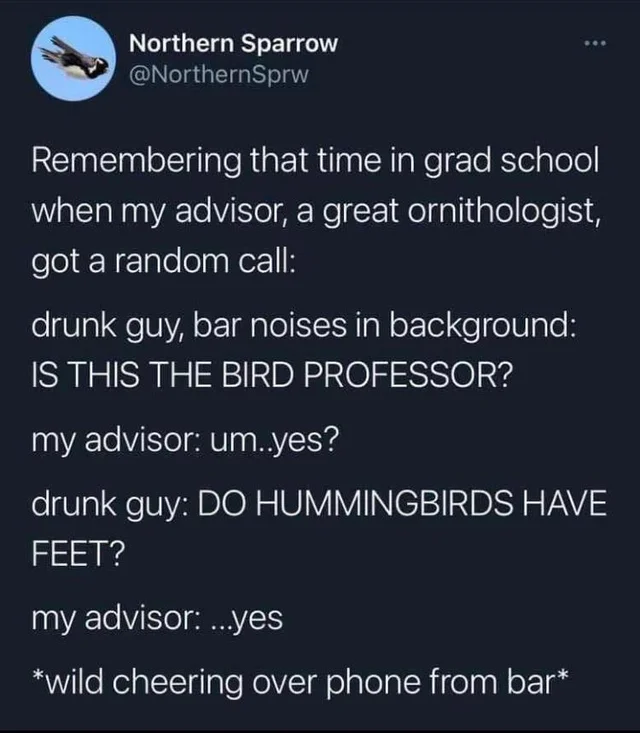 Northern Sparrow
@NorthernSprw
Remembering that time in grad school
when my advisor, a great ornithologist,
got a random call:
drunk guy, bar noises in background:
IS THIS THE BIRD PROFESSOR?
my advisor: um..yes?
drunk guy: DO HUMMINGBIRDS HAVE
FEET?
my advisor: ...yes
*wild cheering over phone from bar*